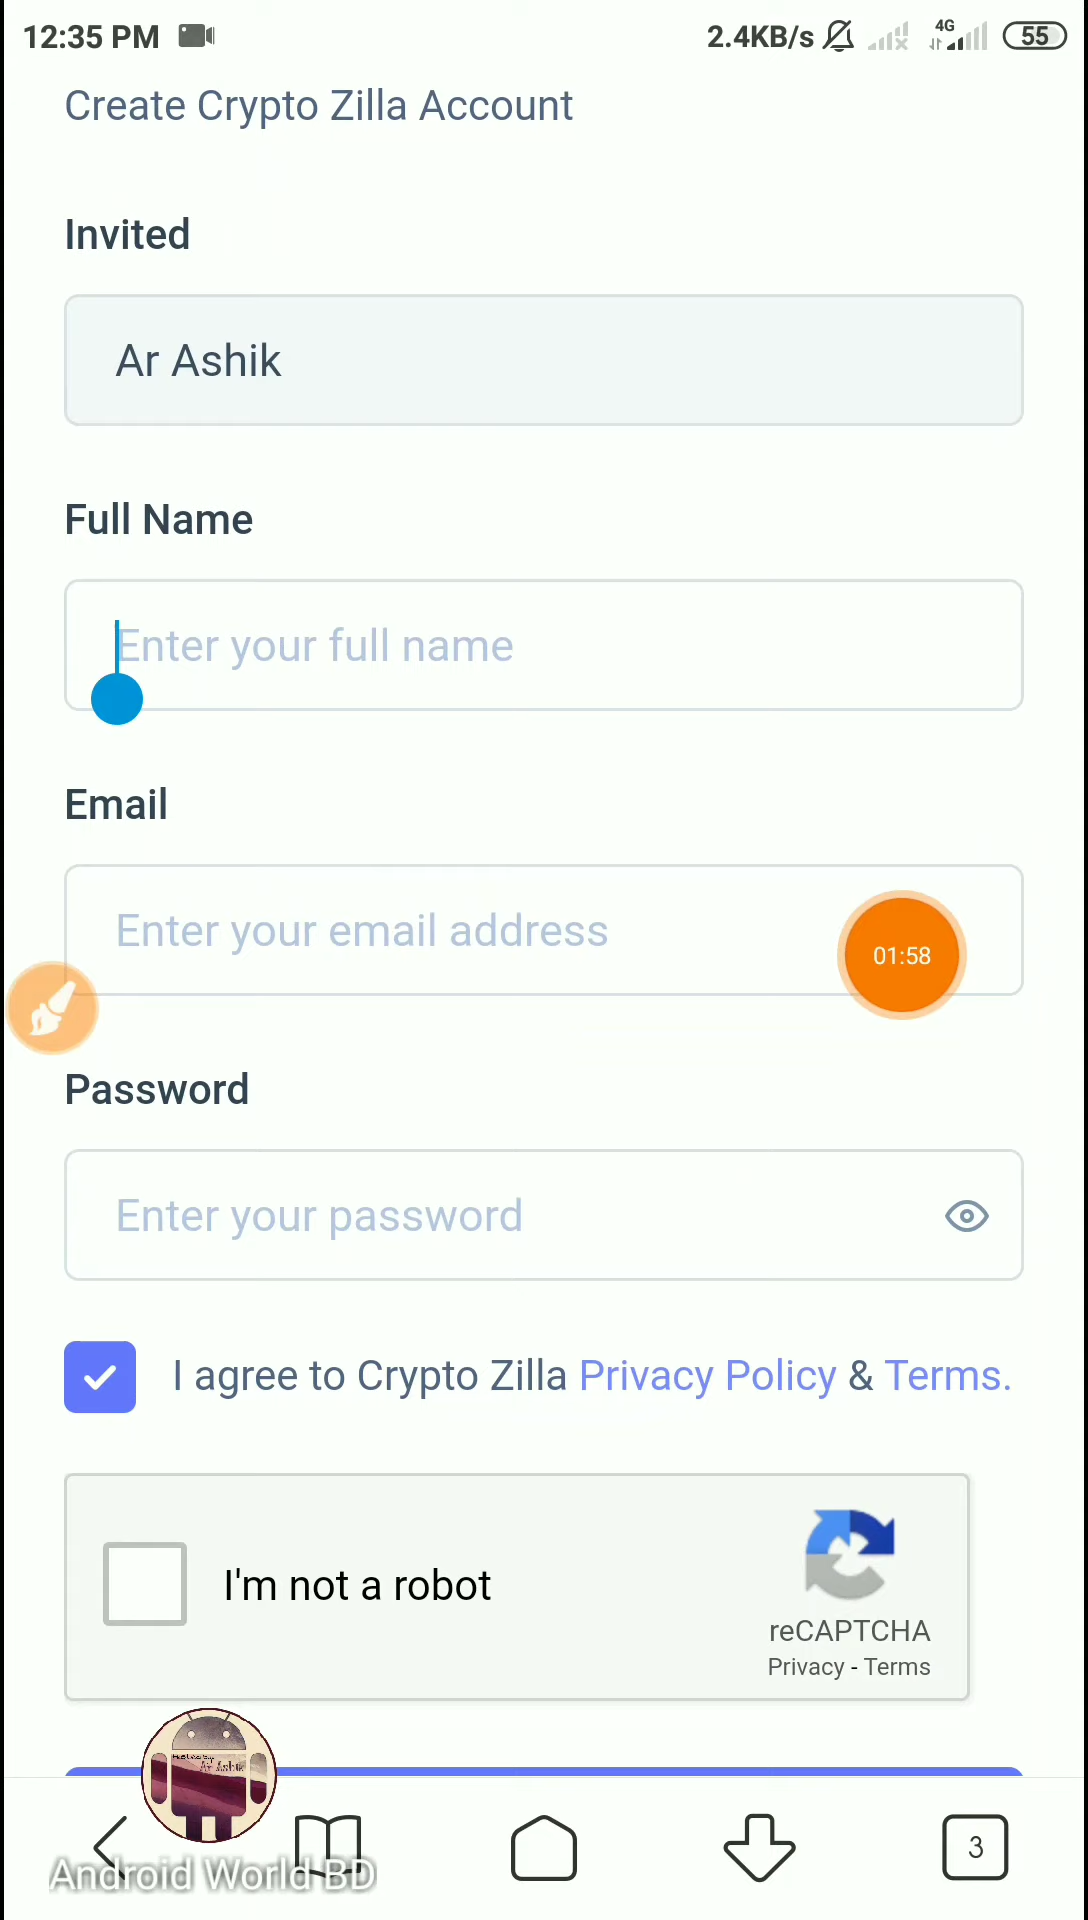 12:35 PM 2.4KB/s 4G 55
Create Crypto Zilla Account
Invited
Ar Ashik
Full Name
Enter your full name
Email
Enter your email address
01:58
Password
Enter your password
I agree to Crypto Zilla Privacy Policy & Terms.
I'm not a robot
reCAPTCHA
Privacy - Terms
Ar Ashik
3
Android World BD